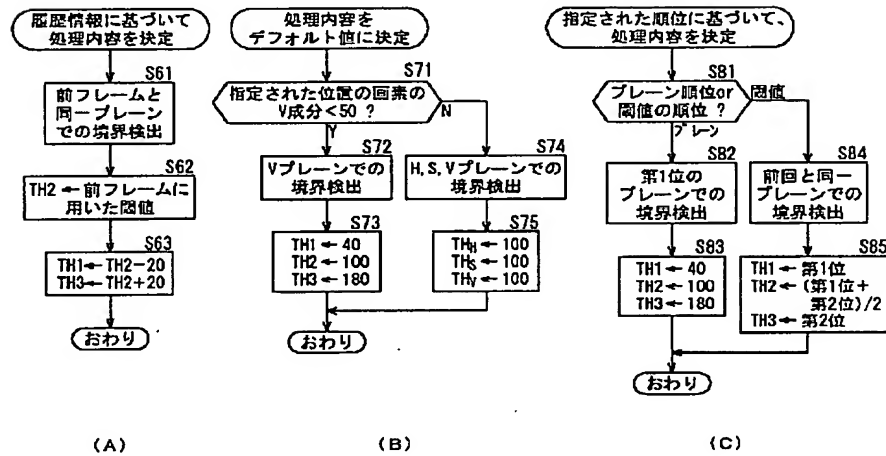 履歴情報に基づいて
処理内容を決定
S61
前フレームと
同一プレーン
での境界検出
S62
TH2←前フレームに
用いた閾値
S63
TH1←TH2−20
TH3←TH2+20
おわり
(A)
処理内容を
デフォルト値に決定
S71
指定された位置の画素の
V成分<50 ?
N
Y
S72
Vプレーンでの
境界検出
S74
H,S,Vプレーンでの
境界検出
S73
TH1←40
TH2←100
TH3←180
S75
THH←100
THS←100
THV←100
おわり
(B)
指定された順位に基づいて、
処理内容を決定
S81
プレーン順位or
閾値の順位 ?
閾値
プレーン
S82
第1位の
プレーンでの
境界検出
S84
前回と同一
プレーンでの
境界検出
S83
TH1←40
TH2←100
TH3←180
S85
TH1←第1位
TH2←(第1位+
第2位)/2
TH3←第2位
おわり
(C)